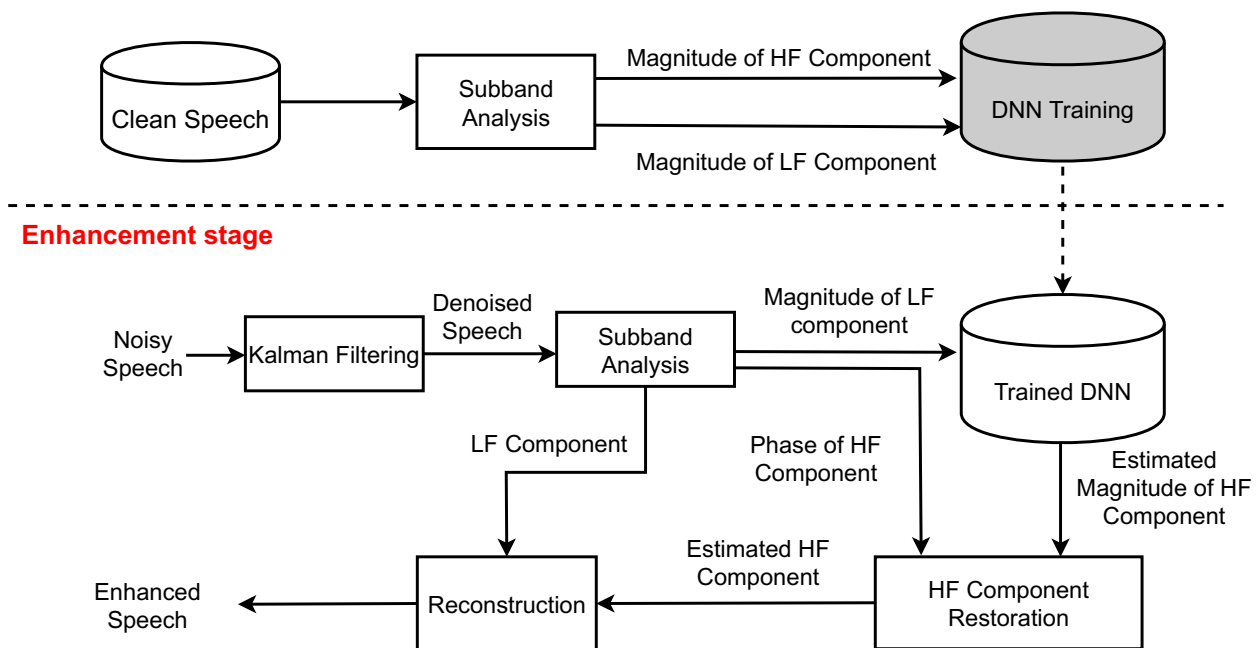 Magnitude of HF Component
Clean Speech
Subband
Analysis
DNN Training
Magnitude of LF Component
Enhancement stage
Noisy
Speech
Kalman Filtering
Denoised
Speech
Subband
Analysis
Magnitude of LF
component
Trained DNN
LF Component
Phase of HF
Component
Estimated
Magnitude of HF
Component
Enhanced
Speech
Reconstruction
Estimated HF
Component
HF Component
Restoration